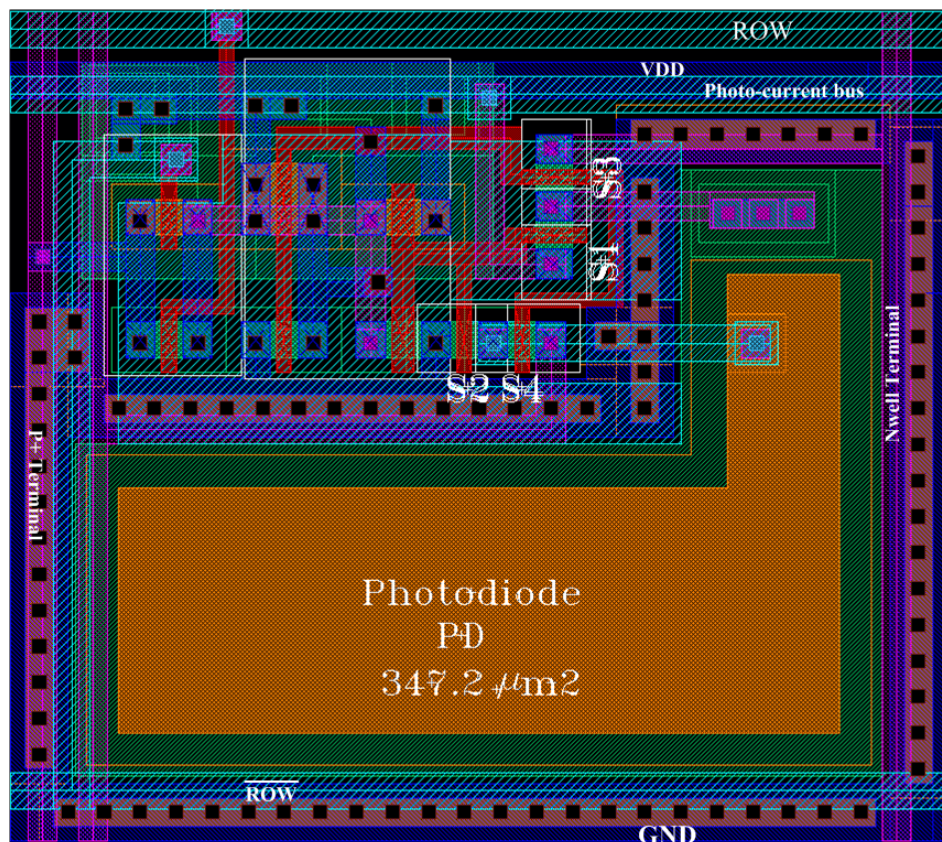 ROW
VDD
Photo-current bus
S3
S1
S2 S4
P+ Terminal
Nwell Terminal
Photodiode
PD
347.2 μm2
ROW
GND